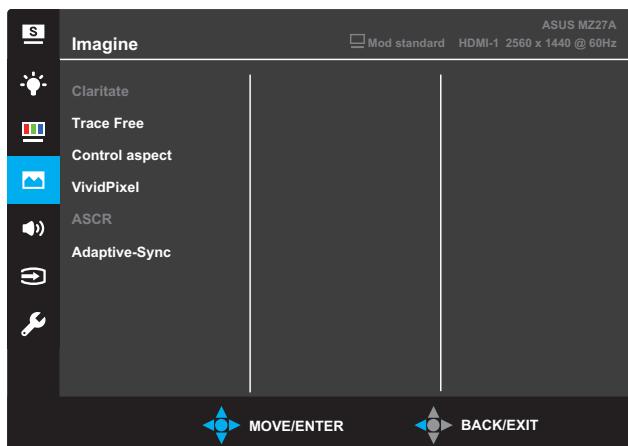 S
ASUS MZ27A
Imagine
Mod standard HDMI-1 2560 x 1440 @ 60Hz
Claritate
Trace Free
Control aspect
VividPixel
ASCR
Adaptive-Sync
MOVE/ENTER BACK/EXIT